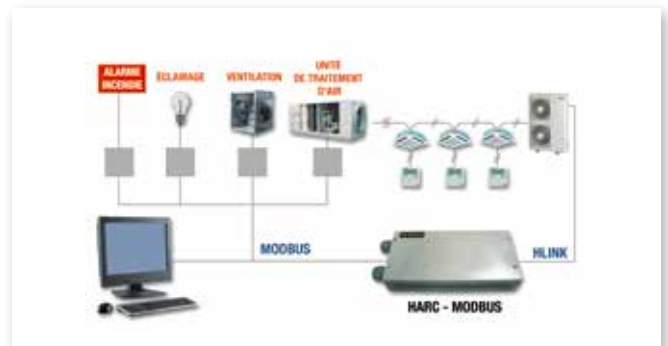 ALARME
INCENDIE
ÉCLAIRAGE
VENTILATION
UNITÉ
DE TRAITEMENT
D'AIR
MODBUS
HLINK
HARC - MODBUS